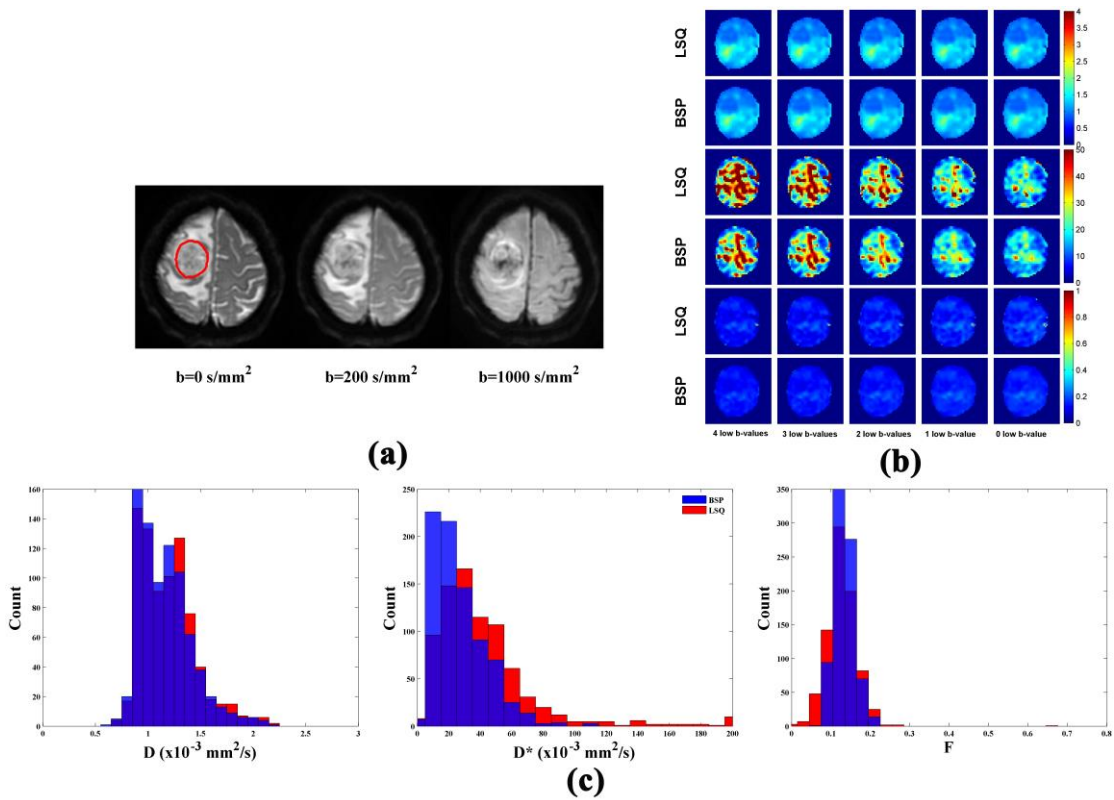 b=0 s/mm²
b=200 s/mm²
b=1000 s/mm²
(a)
LSQ
BSP
LSQ
BSP
LSQ
BSP
4
3.5
3
2.5
2
1.5
1
0.5
0
50
40
30
20
10
0
1
0.8
0.6
0.4
0.2
0
4 low b-values
3 low b-values
2 low b-values
1 low b-value
0 low b-value
(b)
Count
160
140
120
100
80
60
40
20
0
0
0.5
1
1.5
2
2.5
3
D (x10⁻³ mm²/s)
Count
250
200
150
100
50
0
0
20
40
60
80
100
120
140
160
180
200
D* (x10⁻³ mm²/s)
BSP
LSQ
Count
350
300
250
200
150
100
50
0
0
0.1
0.2
0.3
0.4
0.5
0.6
0.7
0.8
F
(c)